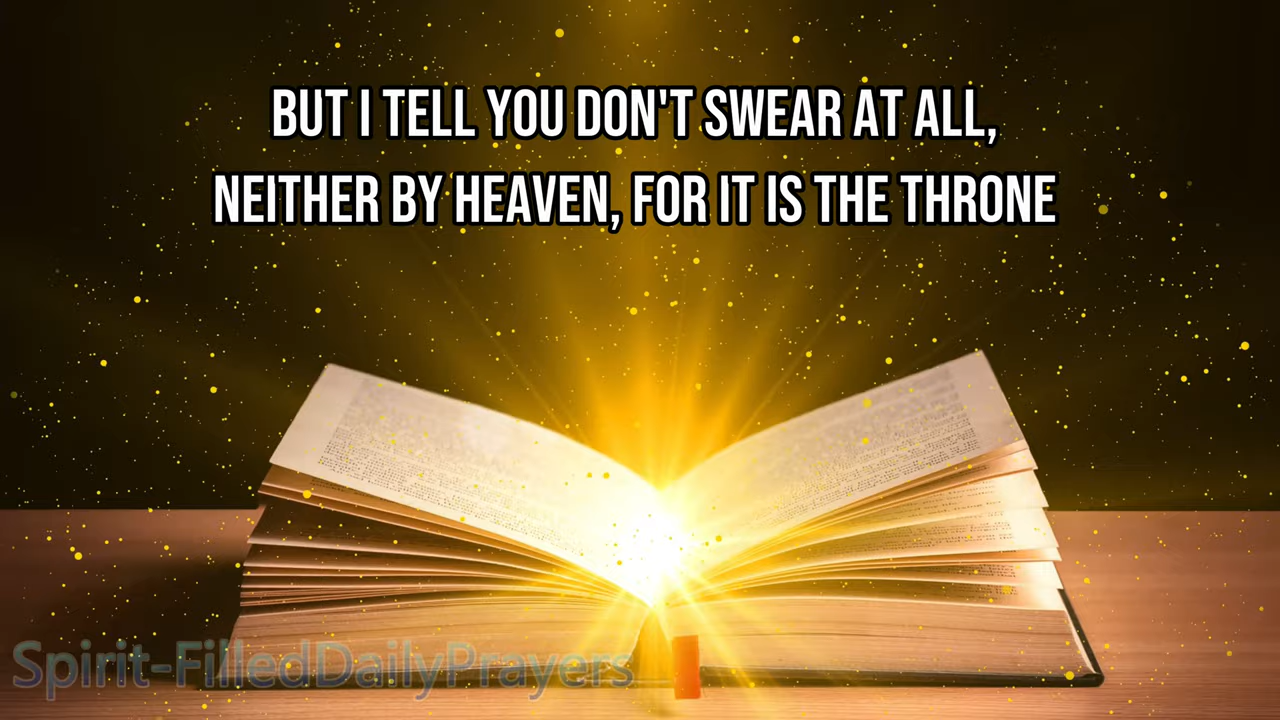 BUT I TELL YOU DON'T SWEAR AT ALL,
NEITHER BY HEAVEN, FOR IT IS THE THRONE
Spirit-FilledDailyPrayers